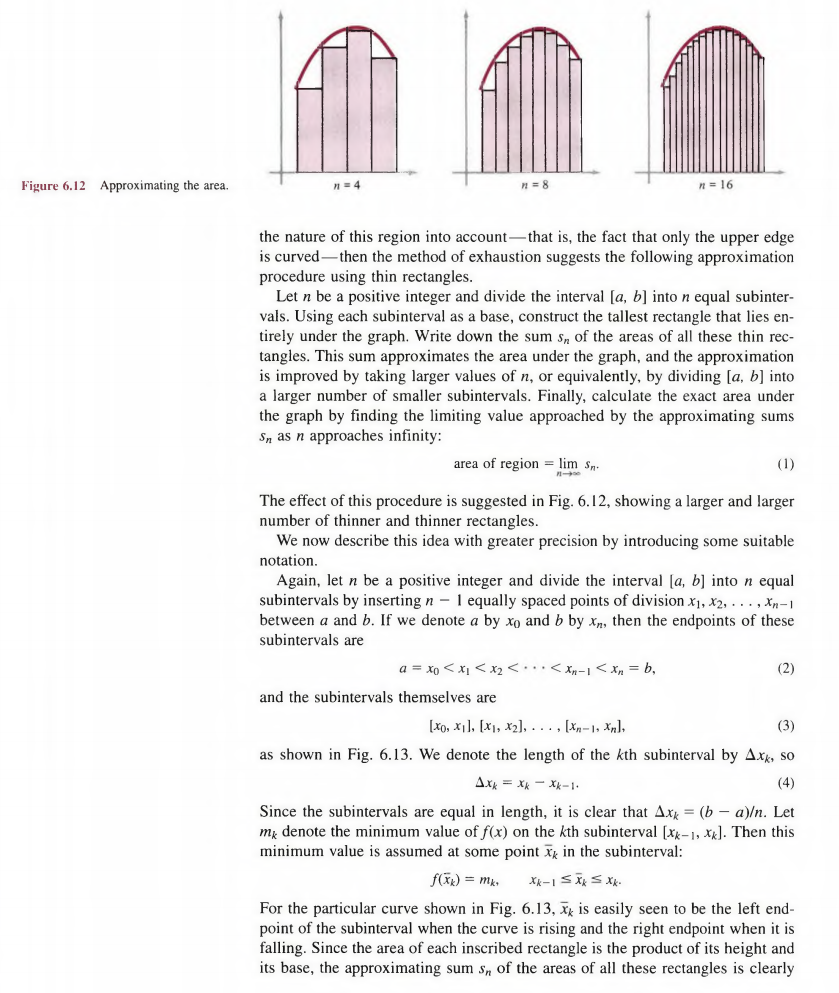 Figure 6.12 Approximating the area.
n = 4
n = 8
n = 16
the nature of this region into account—that is, the fact that only the upper edge
is curved—then the method of exhaustion suggests the following approximation
procedure using thin rectangles.
Let n be a positive integer and divide the interval [a, b] into n equal subinter-
vals. Using each subinterval as a base, construct the tallest rectangle that lies en-
tirely under the graph. Write down the sum sₙ of the areas of all these thin rec-
tangles. This sum approximates the area under the graph, and the approximation
is improved by taking larger values of n, or equivalently, by dividing [a, b] into
a larger number of smaller subintervals. Finally, calculate the exact area under
the graph by finding the limiting value approached by the approximating sums
sₙ as n approaches infinity:
area of region = lim sₙ. (1)
n→∞
The effect of this procedure is suggested in Fig. 6.12, showing a larger and larger
number of thinner and thinner rectangles.
We now describe this idea with greater precision by introducing some suitable
notation.
Again, let n be a positive integer and divide the interval [a, b] into n equal
subintervals by inserting n − 1 equally spaced points of division x₁, x₂, . . . , xₙ₋₁
between a and b. If we denote a by x₀ and b by xₙ, then the endpoints of these
subintervals are
a = x₀ < x₁ < x₂ < · · · < xₙ₋₁ < xₙ = b, (2)
and the subintervals themselves are
[x₀, x₁], [x₁, x₂], . . . , [xₙ₋₁, xₙ], (3)
as shown in Fig. 6.13. We denote the length of the kth subinterval by Δxₖ, so
Δxₖ = xₖ − xₖ₋₁. (4)
Since the subintervals are equal in length, it is clear that Δxₖ = (b − a)/n. Let
mₖ denote the minimum value of f(x) on the kth subinterval [xₖ₋₁, xₖ]. Then this
minimum value is assumed at some point x̄ₖ in the subinterval:
f(x̄ₖ) = mₖ, xₖ₋₁ ≤ x̄ₖ ≤ xₖ.
For the particular curve shown in Fig. 6.13, x̄ₖ is easily seen to be the left end-
point of the subinterval when the curve is rising and the right endpoint when it is
falling. Since the area of each inscribed rectangle is the product of its height and
its base, the approximating sum sₙ of the areas of all these rectangles is clearly